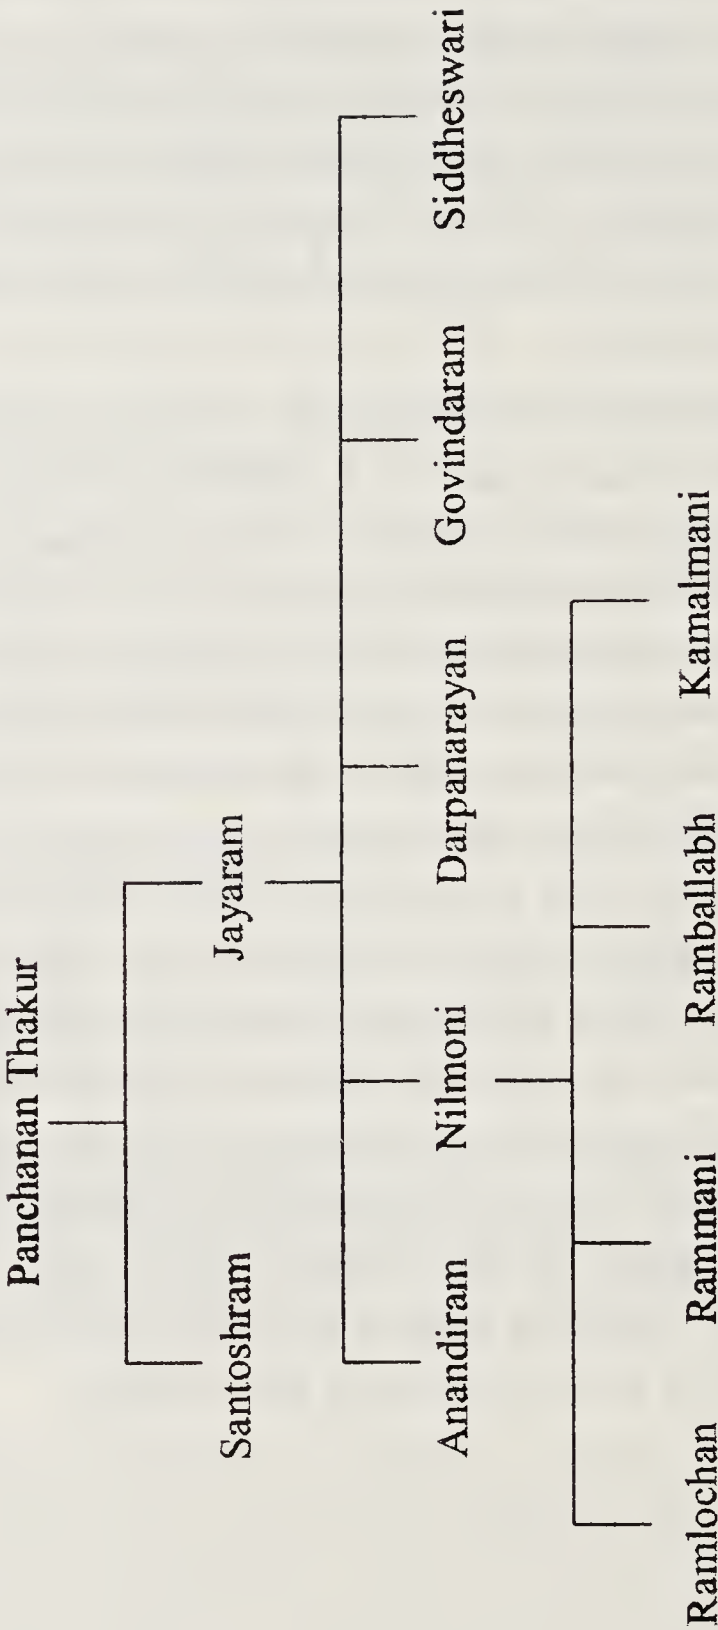 Panchanan Thakur
Santoshram Jayaram
Anandiram Nilmoni Darpanarayan Govindaram Siddheswari
Ramlochan Rammani Ramballabh Kamalmani